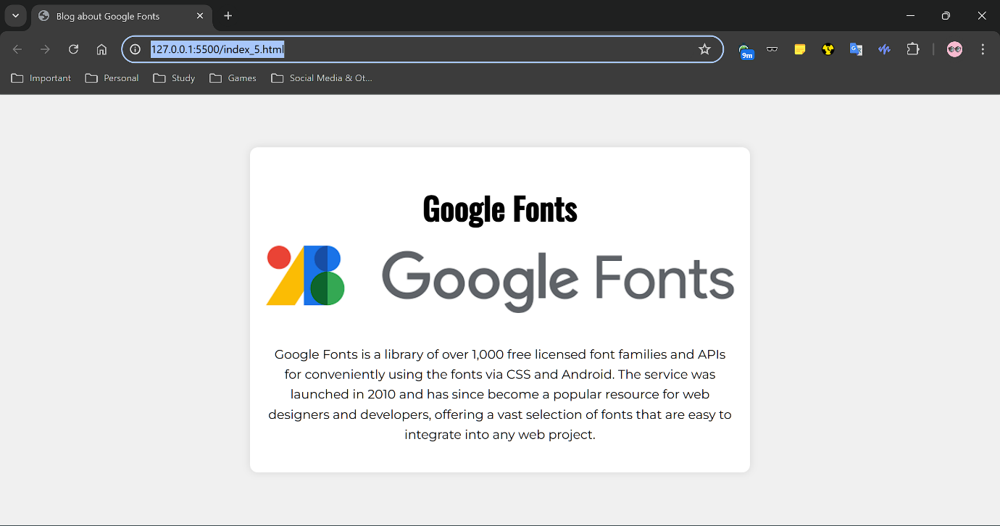 Blog about Google Fonts
127.0.0.1:5500/index_5.html
9m
Important
Personal
Study
Games
Social Media & Ot...
Google Fonts
Google Fonts
Google Fonts is a library of over 1,000 free licensed font families and APIs
for conveniently using the fonts via CSS and Android. The service was
launched in 2010 and has since become a popular resource for web
designers and developers, offering a vast selection of fonts that are easy to
integrate into any web project.